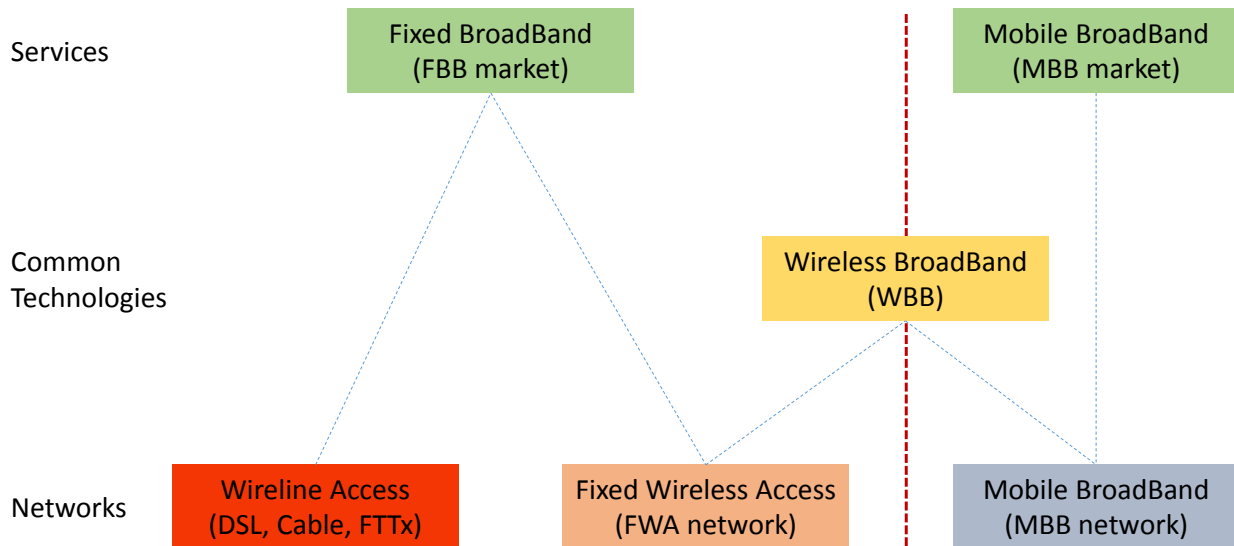 Services
Fixed BroadBand
(FBB market)
Mobile BroadBand
(MBB market)
Common
Technologies
Wireless BroadBand
(WBB)
Networks
Wireline Access
(DSL, Cable, FTTx)
Fixed Wireless Access
(FWA network)
Mobile BroadBand
(MBB network)